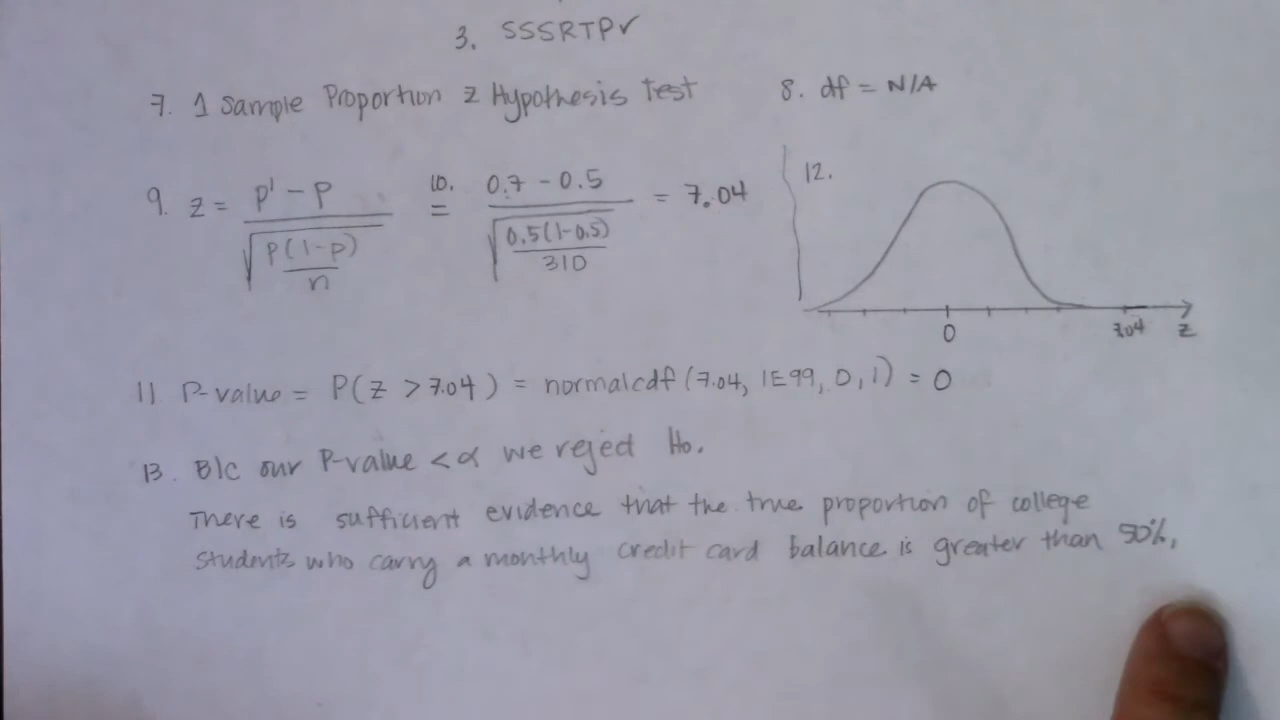 3. SSSRTPV
7. 1 Sample Proportion z Hypothesis Test
8. df = N/A
9. z = p' - p / √(p(1-p)/n)
10. = 0.7 - 0.5 / √(0.5(1-0.5)/310) = 7.04
12.
0 7.04 z
11 P-value = P(Z > 7.04) = normalcdf(7.04, 1E99, 0, 1) = 0
13. B/c our P-value < α we reject Ho.
There is sufficient evidence that the true proportion of college
students who carry a monthly credit card balance is greater than 50%.